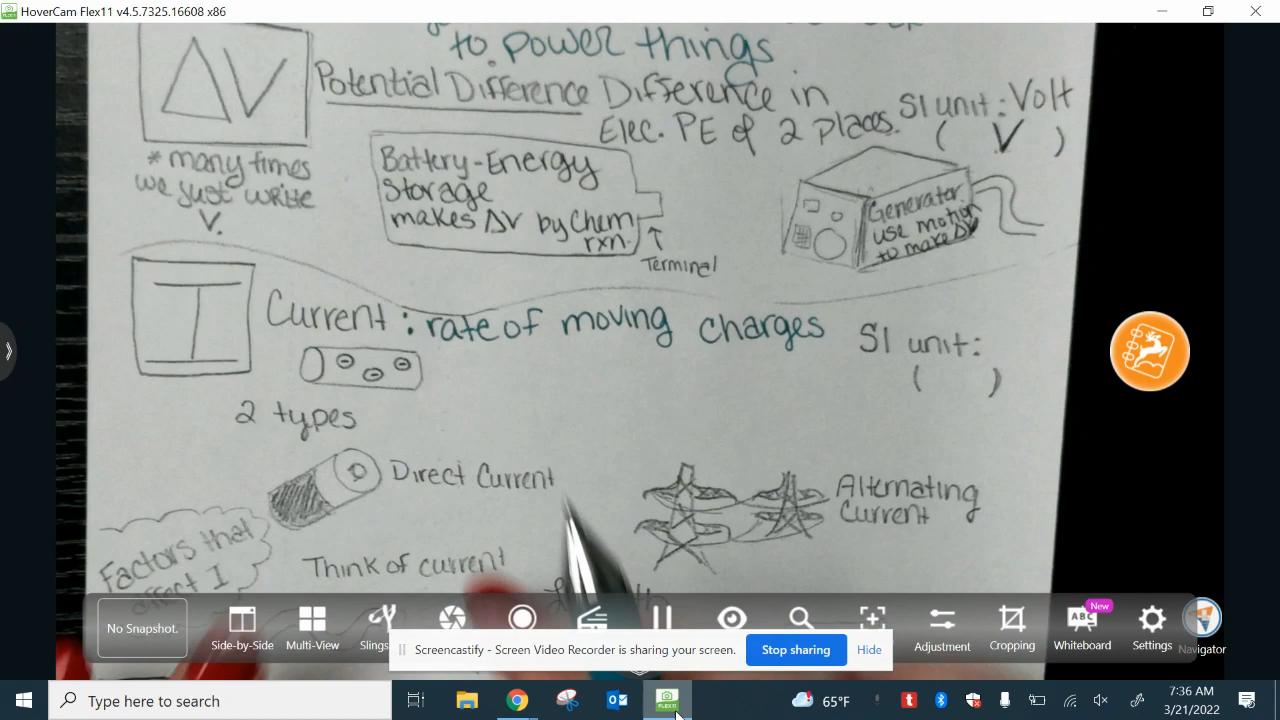 HoverCam Flex11 v4.5.7325.16608 x86
to power things
ΔV
Potential Difference Difference in
Elec. PE of 2 places.
SI unit: Volt
( V )
* many times
we just write
V.
Battery-Energy
Storage
makes ΔV by Chem
rxn.
Terminal
Generator
use motion
to make ΔV
I
Current: rate of moving charges
SI unit:
( )
2 types
Direct Current
Alternating
Current
Factors that
effect I
Think of current
No Snapshot.
Side-by-Side
Multi-View
Slings
New
ABC
Adjustment
Cropping
Whiteboard
Settings
Navigator
Screencastify - Screen Video Recorder is sharing your screen.
Stop sharing
Hide
Type here to search
FLEX11
65°F
7:36 AM
3/21/2022